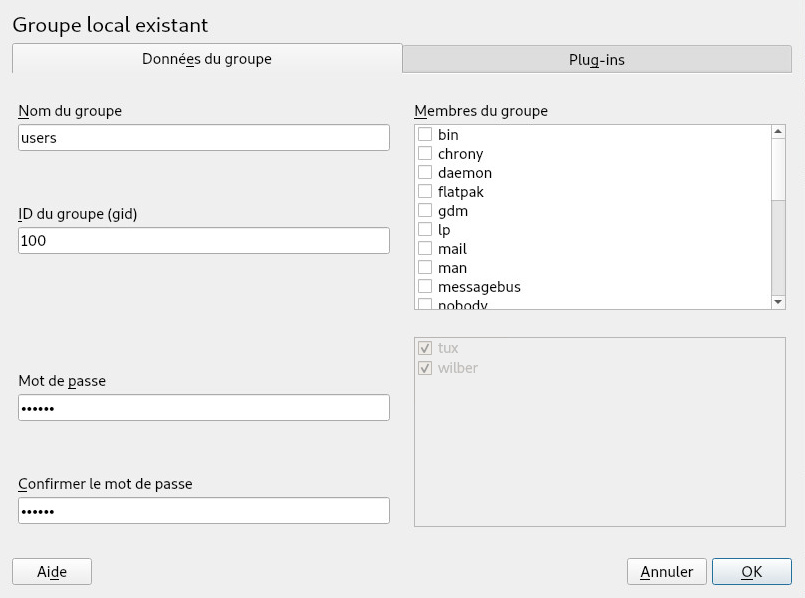 Groupe local existant
Données du groupe
Plug-ins
Nom du groupe
users
ID du groupe (gid)
100
Mot de passe
••••••
Confirmer le mot de passe
••••••
Membres du groupe
bin
chrony
daemon
flatpak
gdm
lp
mail
man
messagebus
nobody
tux
wilber
Aide
Annuler
OK